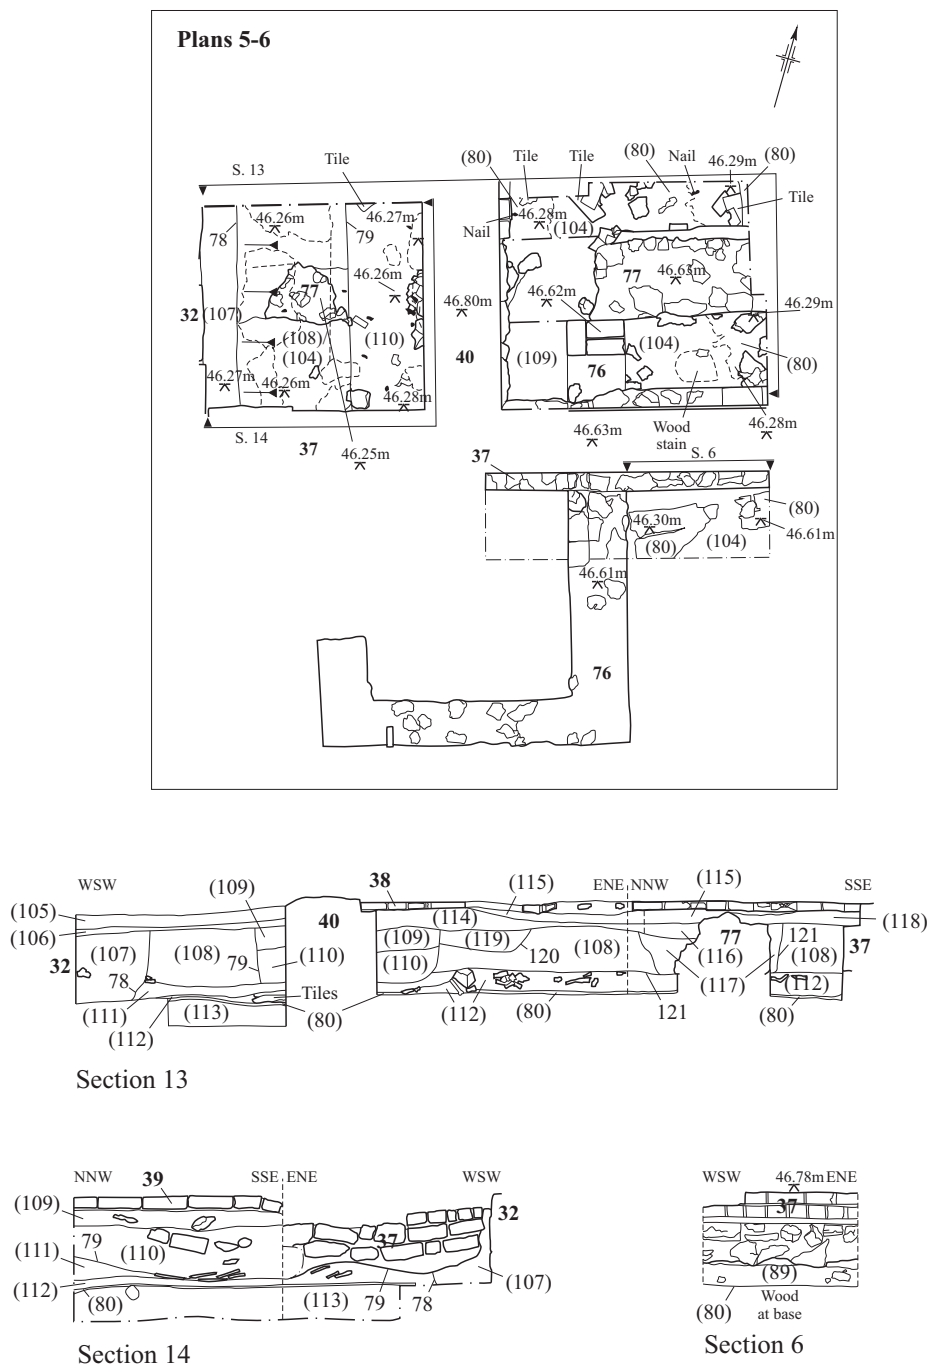 Plans 5-6
S. 13
Tile
(80)
Tile
Tile
(80)
Nail
46.29m
(80)
46.26m
46.27m
Nail
46.28m
(104)
Tile
78
79
77
46.26m
46.80m
46.62m
77
46.63m
46.29m
32
(107)
(108)
(104)
(110)
40
(109)
(104)
76
(80)
46.27m
46.26m
46.28m
S. 14
37
46.25m
46.63m
Wood
stain
46.28m
37
S. 6
46.30m
(80)
(104)
(80)
46.61m
46.61m
76
WSW
(109)
38
(115)
ENE
NNW
(115)
SSE
(105)
(106)
40
(114)
(118)
32
(107)
(108)
(109)
(119)
77
121
37
79
(110)
(110)
120
(108)
(116)
(108)
78
Tiles
(117)
(112)
(111)
(113)
(80)
(112)
(80)
121
(80)
(112)
Section 13
NNW
39
SSE
ENE
WSW
(109)
32
(111)
79
(110)
37
(107)
(112)
(80)
(113)
79
78
Section 14
WSW
46.78m
ENE
37
(89)
(80)
Wood
at base
Section 6